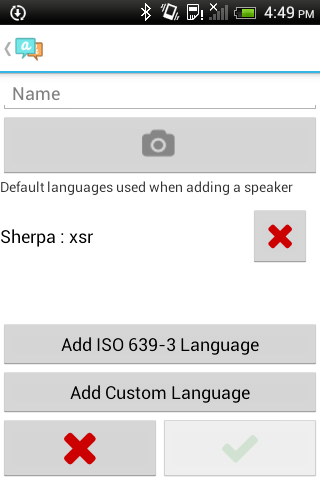 4:49 PM
Name
Default languages used when adding a speaker
Sherpa : xsr
Add ISO 639-3 Language
Add Custom Language